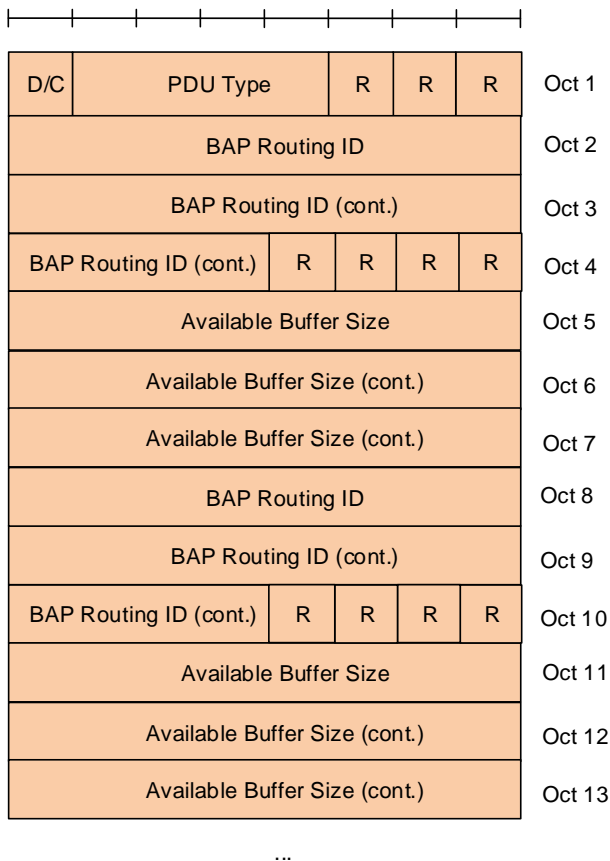 D/C PDU Type R R R Oct 1
BAP Routing ID Oct 2
BAP Routing ID (cont.) Oct 3
BAP Routing ID (cont.) R R R R Oct 4
Available Buffer Size Oct 5
Available Buffer Size (cont.) Oct 6
Available Buffer Size (cont.) Oct 7
BAP Routing ID Oct 8
BAP Routing ID (cont.) Oct 9
BAP Routing ID (cont.) R R R R Oct 10
Available Buffer Size Oct 11
Available Buffer Size (cont.) Oct 12
Available Buffer Size (cont.) Oct 13
...